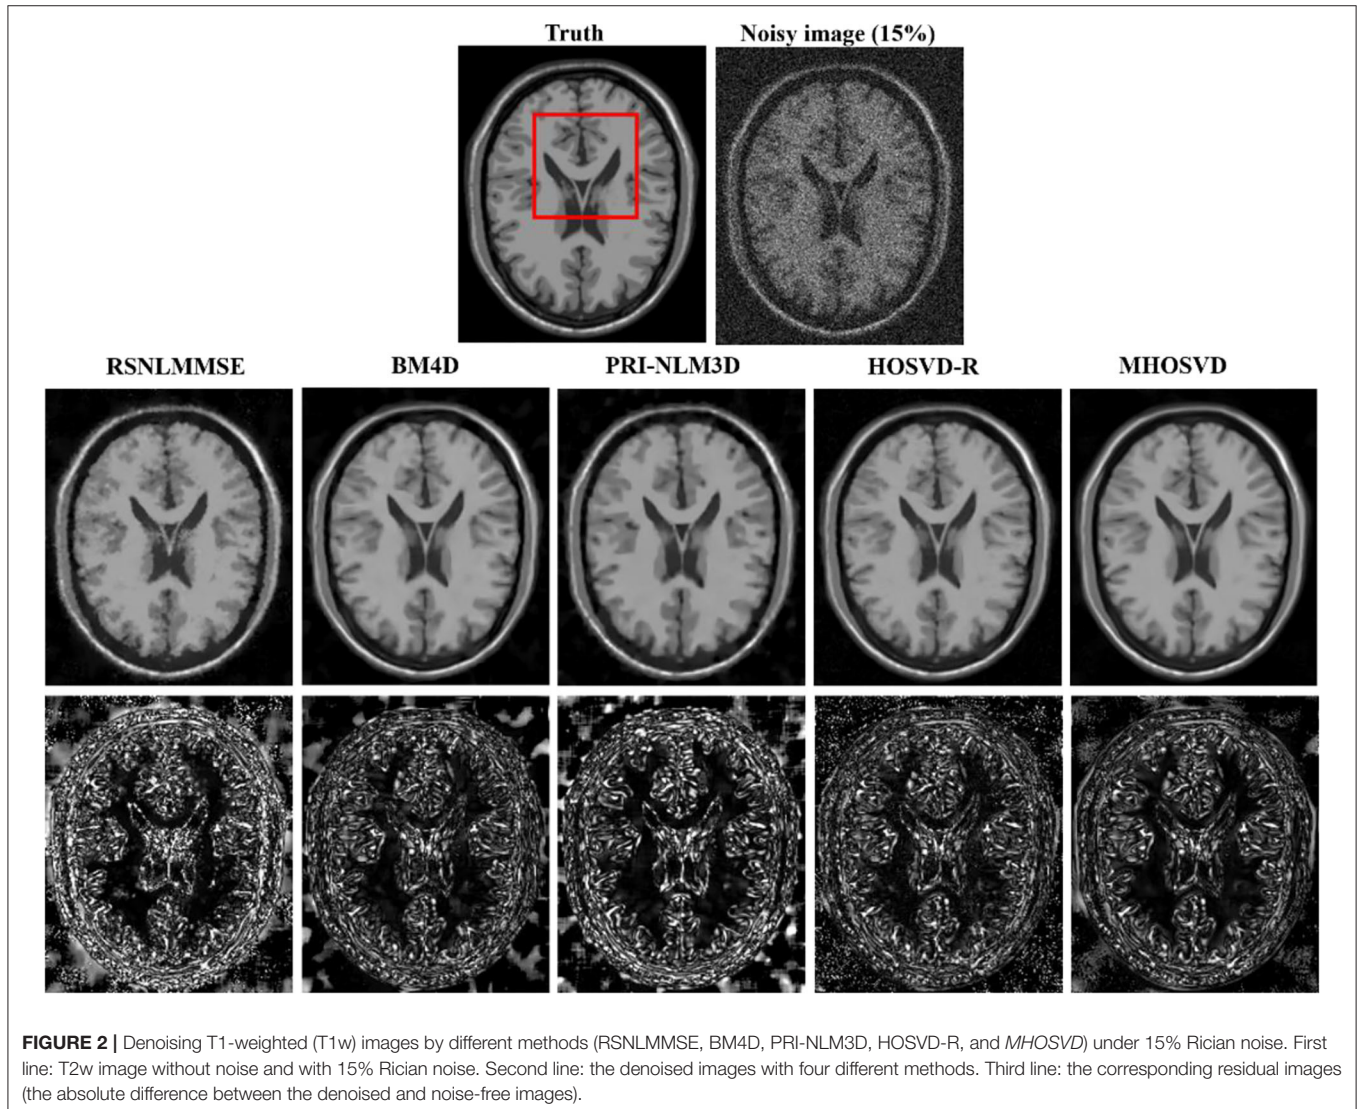 Truth Noisy image (15%)
RSNLMMSE BM4D PRI-NLM3D HOSVD-R MHOSVD
FIGURE 2 | Denoising T1-weighted (T1w) images by different methods (RSNLMMSE, BM4D, PRI-NLM3D, HOSVD-R, and MHOSVD) under 15% Rician noise. First
line: T2w image without noise and with 15% Rician noise. Second line: the denoised images with four different methods. Third line: the corresponding residual images
(the absolute difference between the denoised and noise-free images).